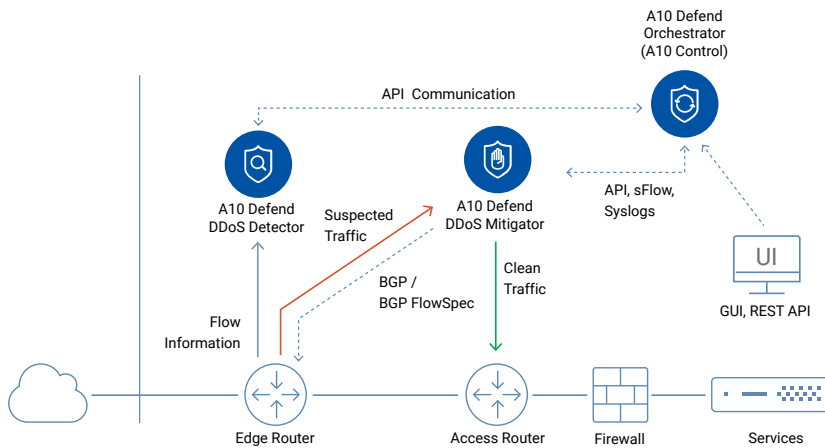 A10 Defend
Orchestrator
(A10 Control)
API Communication
A10 Defend
DDoS Detector
A10 Defend
DDoS Mitigator
API, sFlow,
Syslogs
Suspected
Traffic
BGP /
BGP FlowSpec
Clean
Traffic
UI
GUI, REST API
Flow
Information
Edge Router
Access Router
Firewall
Services